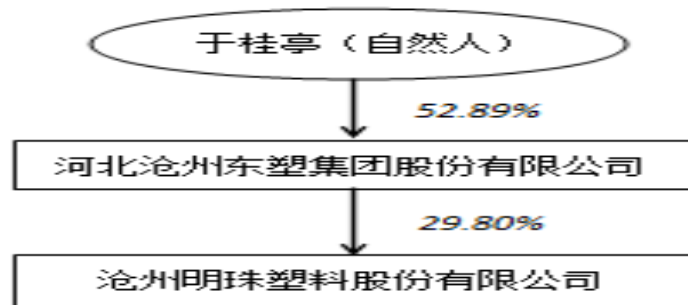 于桂亭（自然人）
52.89%
河北沧州东塑集团股份有限公司
29.80%
沧州明珠塑料股份有限公司